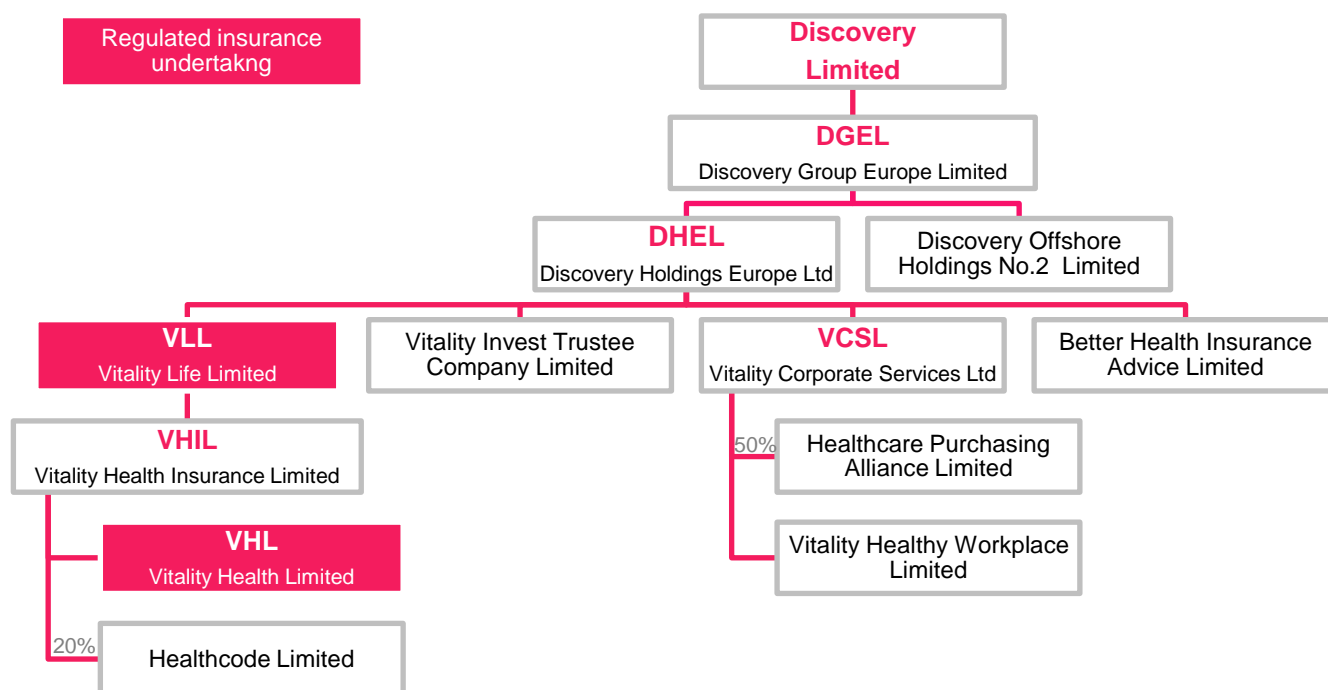 Regulated insurance
undertakng
Discovery
Limited
DGEL
Discovery Group Europe Limited
DHEL
Discovery Holdings Europe Ltd
Discovery Offshore
Holdings No.2 Limited
VLL
Vitality Life Limited
Vitality Invest Trustee
Company Limited
VCSL
Vitality Corporate Services Ltd
Better Health Insurance
Advice Limited
VHIL
Vitality Health Insurance Limited
50%
Healthcare Purchasing
Alliance Limited
VHL
Vitality Health Limited
Vitality Healthy Workplace
Limited
20%
Healthcode Limited